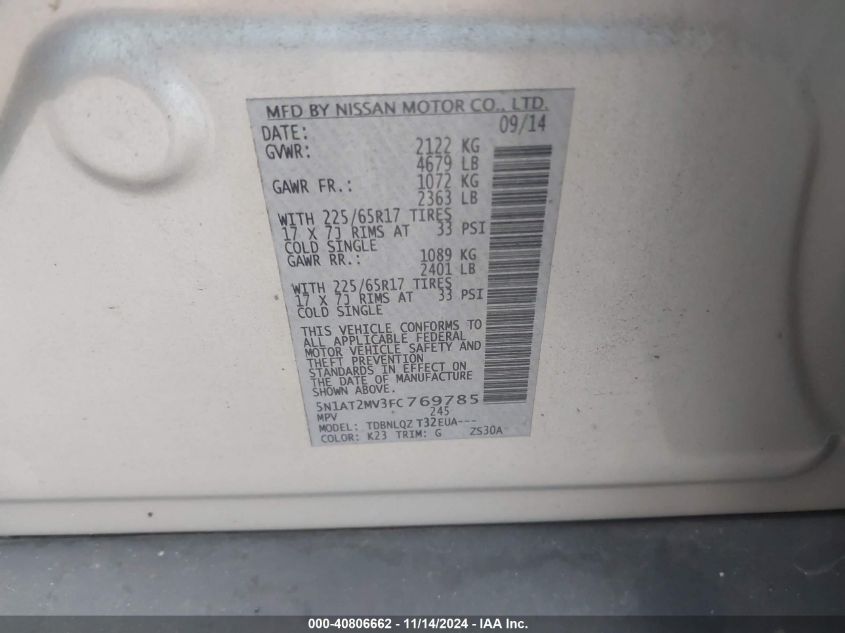 MFD BY NISSAN MOTOR CO., LTD.
DATE: 09/14
GVWR: 2122 KG
4679 LB
GAWR FR.: 1072 KG
2363 LB
WITH 225/65R17 TIRES
17 X 7J RIMS AT 33 PSI
COLD SINGLE
GAWR RR.: 1089 KG
2401 LB
WITH 225/65R17 TIRES
17 X 7J RIMS AT 33 PSI
COLD SINGLE
THIS VEHICLE CONFORMS TO
ALL APPLICABLE FEDERAL
MOTOR VEHICLE SAFETY AND
THEFT PREVENTION
STANDARDS IN EFFECT ON
THE DATE OF MANUFACTURE
SHOWN ABOVE.
5N1AT2MV3FC769785
MPV 245
MODEL: TDBNLQZ T32EUA---
COLOR: K23 TRIM: G ZS30A
000-40806662 - 11/14/2024 - IAA Inc.